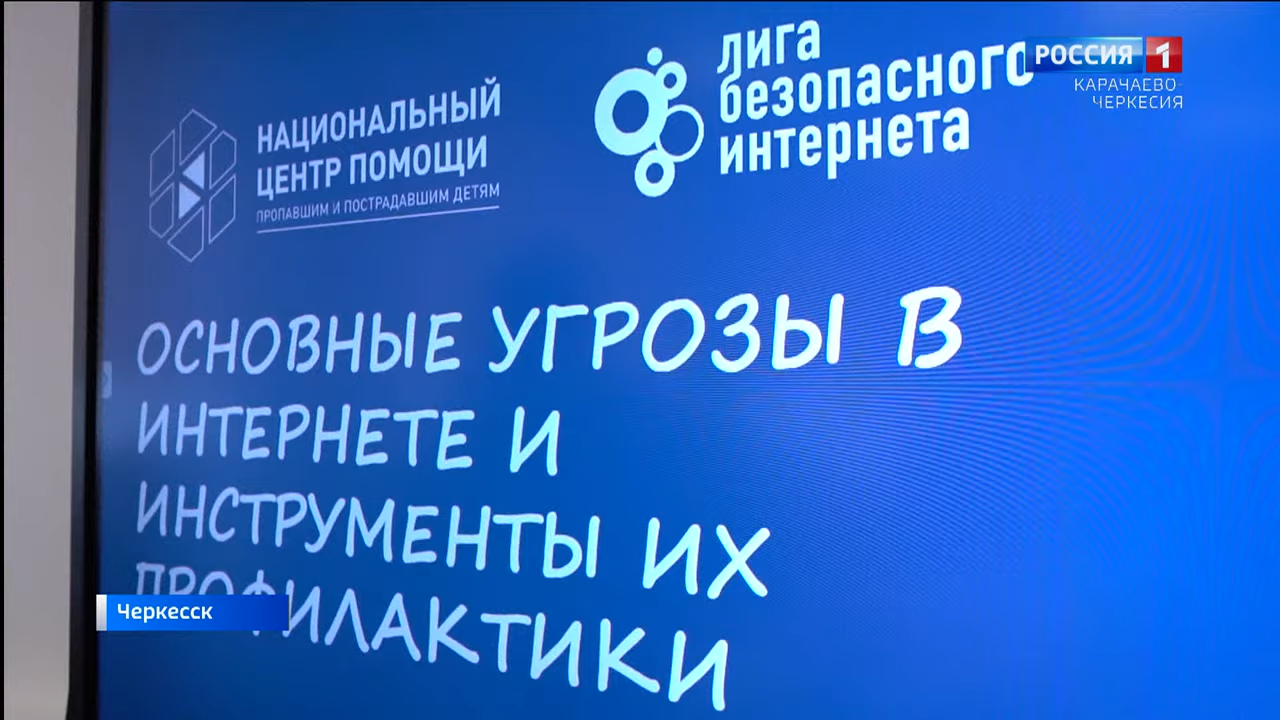 НАЦИОНАЛЬНЫЙ
ЦЕНТР ПОМОЩИ
ПРОПАВШИМ И ПОСТРАДАВШИМ ДЕТЯМ
лига
безопасного
интернета
РОССИЯ 1
КАРАЧАЕВО-
ЧЕРКЕСИЯ
ОСНОВНЫЕ УГРОЗЫ В
ИНТЕРНЕТЕ И
ИНСТРУМЕНТЫ ИХ
ПРОФИЛАКТИКИ
Черкесск